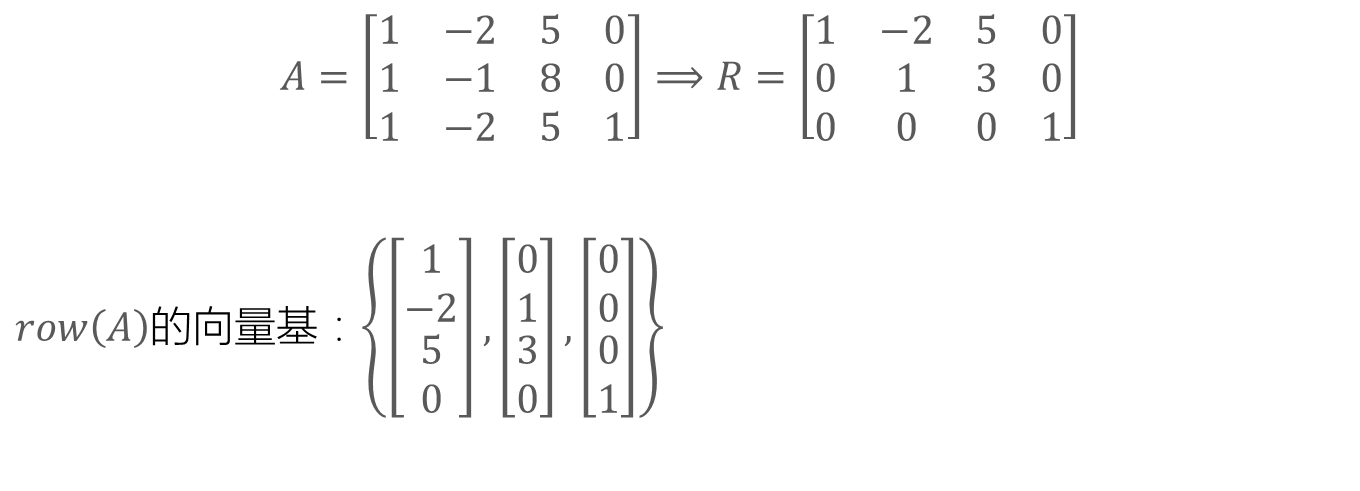 A = [1 −2 5 0; 1 −1 8 0; 1 −2 5 1] ⟹ R = [1 −2 5 0; 0 1 3 0; 0 0 0 1]
row(A)的向量基：{[1; −2; 5; 0], [0; 1; 3; 0], [0; 0; 0; 1]}